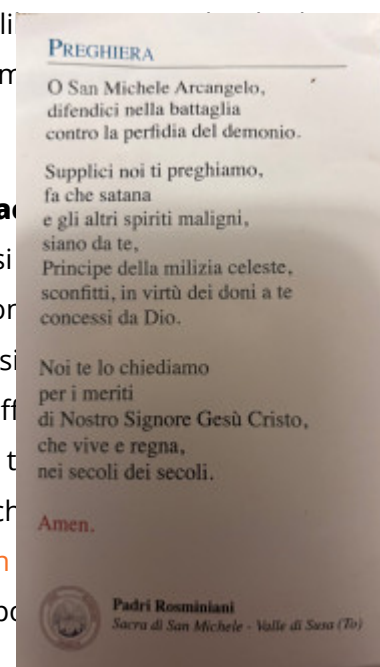 PREGHIERA
O San Michele Arcangelo,
difendici nella battaglia
contro la perfidia del demonio.
Supplici noi ti preghiamo,
fa che satana
e gli altri spiriti maligni,
siano da te,
Principe della milizia celeste,
sconfitti, in virtù dei doni a te
concessi da Dio.
Noi te lo chiediamo
per i meriti
di Nostro Signore Gesù Cristo,
che vive e regna,
nei secoli dei secoli.
Amen.
Padri Rosminiani
Sacra di San Michele - Valle di Susa (To)